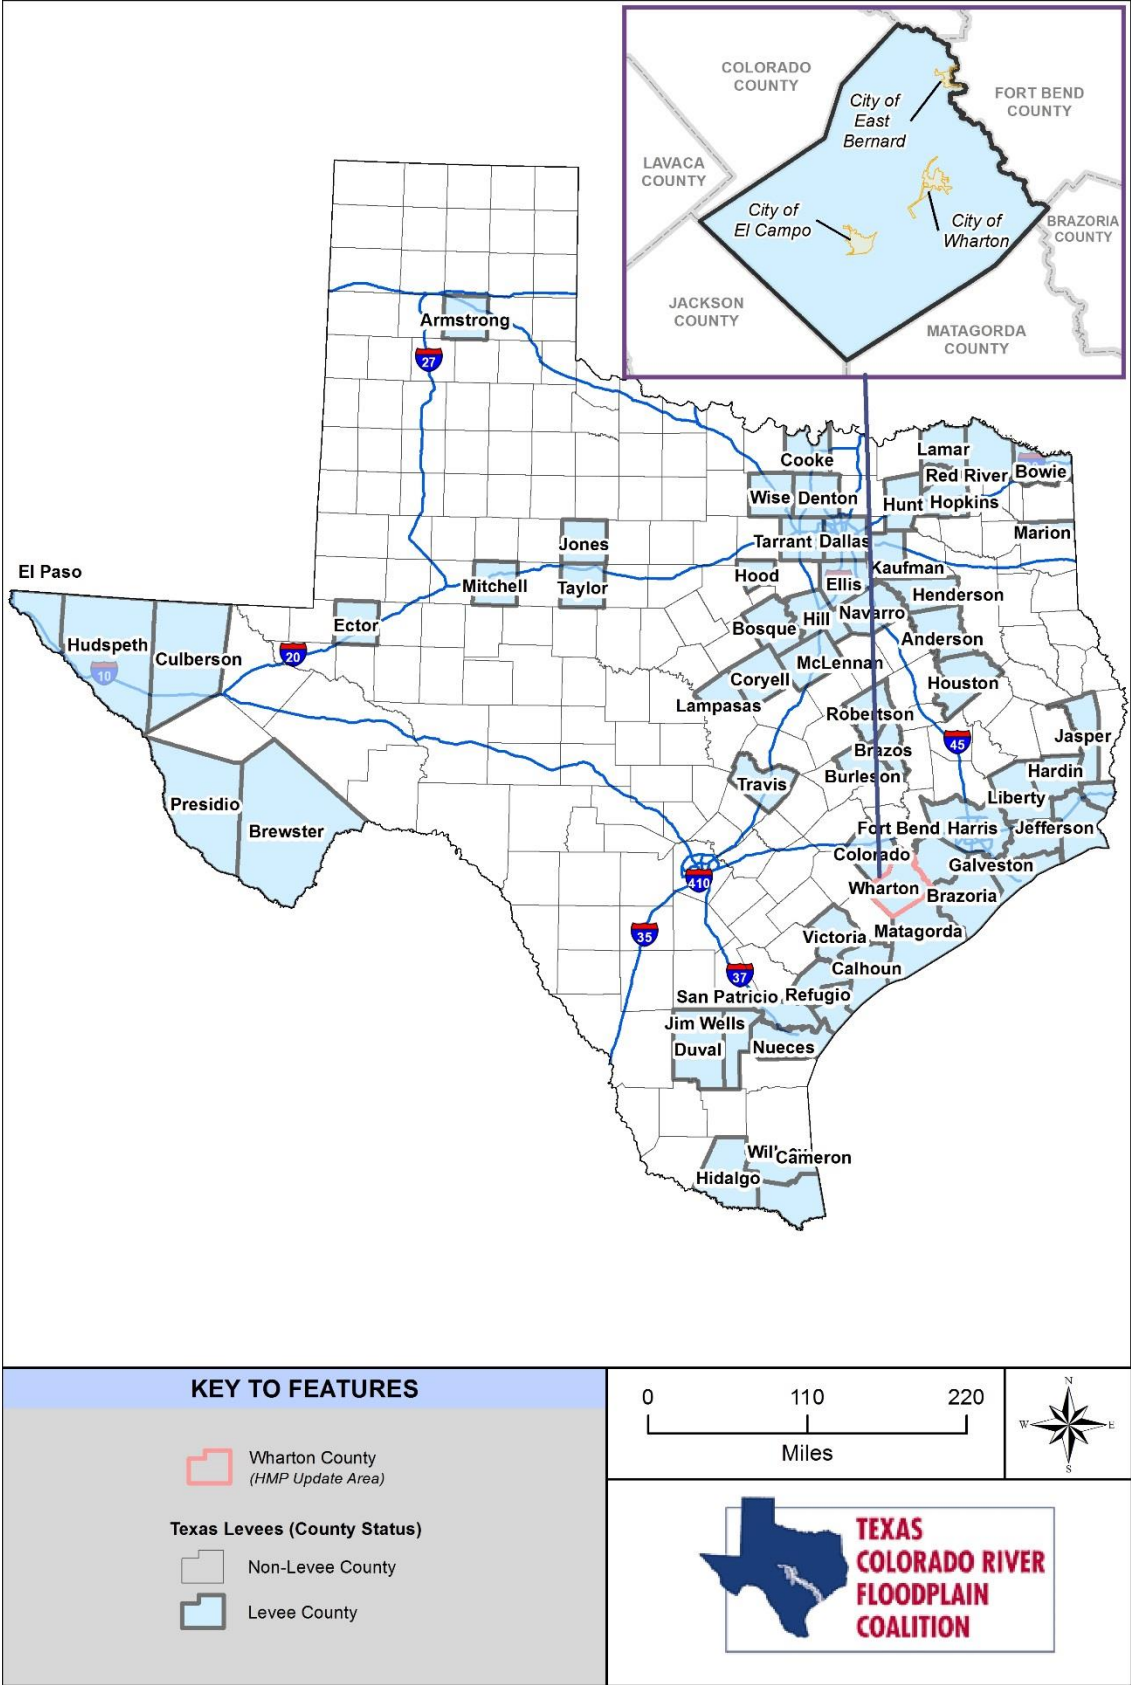 COLORADO
COUNTY
City of
East
Bernard
FORT BEND
COUNTY
LAVACA
COUNTY
City of
El Campo
City of
Wharton
BRAZORIA
COUNTY
JACKSON
COUNTY
MATAGORDA
COUNTY
Armstrong
27
Cooke
Lamar
Red River
Bowie
Wise
Denton
Hunt
Hopkins
Jones
Tarrant
Dallas
Marion
El Paso
Mitchell
Taylor
Hood
Kaufman
Ellis
Henderson
Ector
Bosque
Hill
Navarro
Hudspeth
10
Culberson
20
Anderson
McLennan
Coryell
Houston
Lampasas
Robertson
Jasper
45
Brazos
Burleson
Travis
Hardin
Liberty
Presidio
Brewster
Fort Bend
Harris
Jefferson
Colorado
Galveston
410
Wharton
Brazoria
35
Victoria
Matagorda
37
Calhoun
San Patricio
Refugio
Jim Wells
Duval
Nueces
Cameron
Hidalgo
KEY TO FEATURES
Wharton County
(HMP Update Area)
Texas Levees (County Status)
Non-Levee County
Levee County
0 110 220
Miles
N
W E
S
TEXAS
COLORADO RIVER
FLOODPLAIN
COALITION